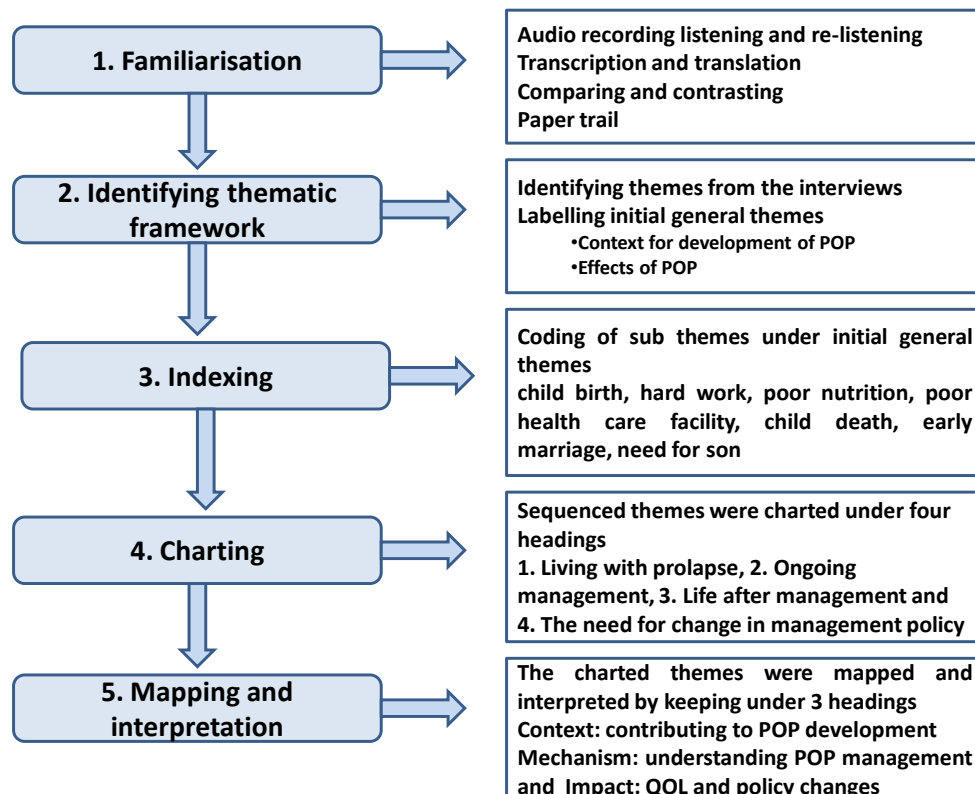 1. Familiarisation
Audio recording listening and re-listening
Transcription and translation
Comparing and contrasting
Paper trail
2. Identifying thematic
framework
Identifying themes from the interviews
Labelling initial general themes
•Context for development of POP
•Effects of POP
3. Indexing
Coding of sub themes under initial general
themes
child birth, hard work, poor nutrition, poor
health care facility, child death, early
marriage, need for son
4. Charting
Sequenced themes were charted under four
headings
1. Living with prolapse, 2. Ongoing
management, 3. Life after management and
4. The need for change in management policy
5. Mapping and
interpretation
The charted themes were mapped and
interpreted by keeping under 3 headings
Context: contributing to POP development
Mechanism: understanding POP management
and Impact: QOL and policy changes